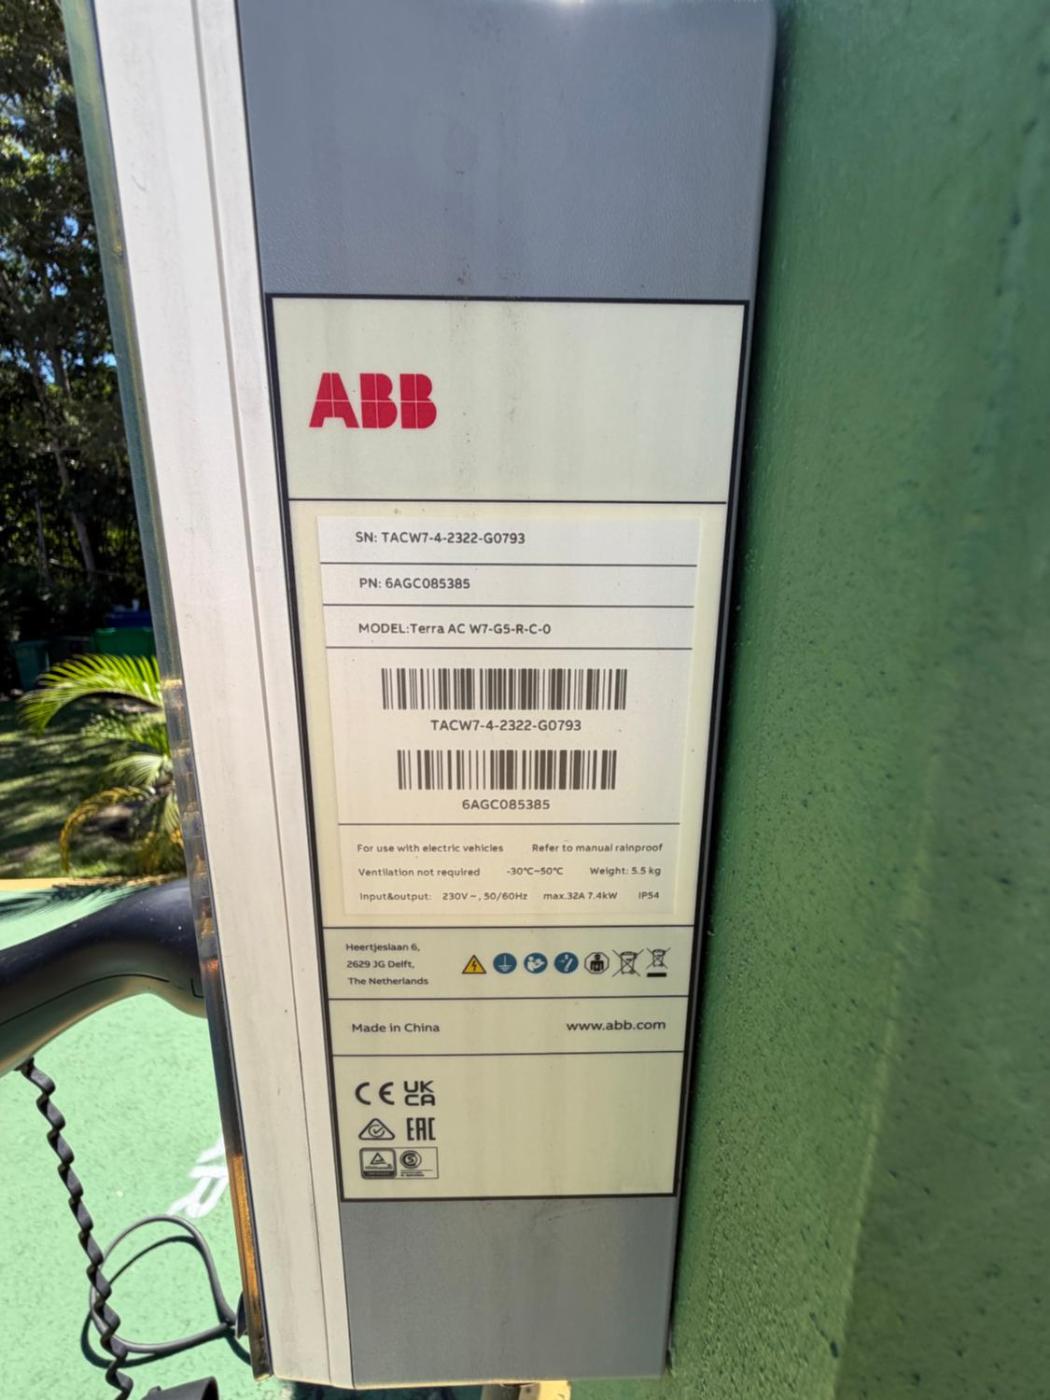 ABB
SN: TACW7-4-2322-G0793
PN: 6AGC085385
MODEL:Terra AC W7-G5-R-C-0
TACW7-4-2322-G0793
6AGC085385
For use with electric vehicles Refer to manual rainproof
Ventilation not required -30°C~50°C Weight: 5.5 kg
Input&output: 230V~, 50/60Hz max.32A 7.4kW IP54
Heertjeslaan 6,
2629 JG Delft,
The Netherlands
Made in China www.abb.com
CE UK
CA
EAC